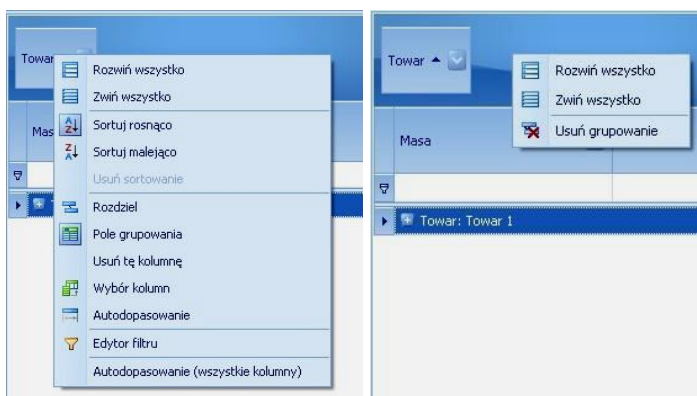 Towar
Rozwiń wszystko
Zwiń wszystko
Mas
Sortuj rosnąco
Sortuj malejąco
Usuń sortowanie
Rozdziel
Pole grupowania
Usuń tę kolumnę
Wybór kolumn
Autodopasowanie
Edytor filtru
Autodopasowanie (wszystkie kolumny)
Towar
Rozwiń wszystko
Zwiń wszystko
Usuń grupowanie
Masa
Towar: Towar 1